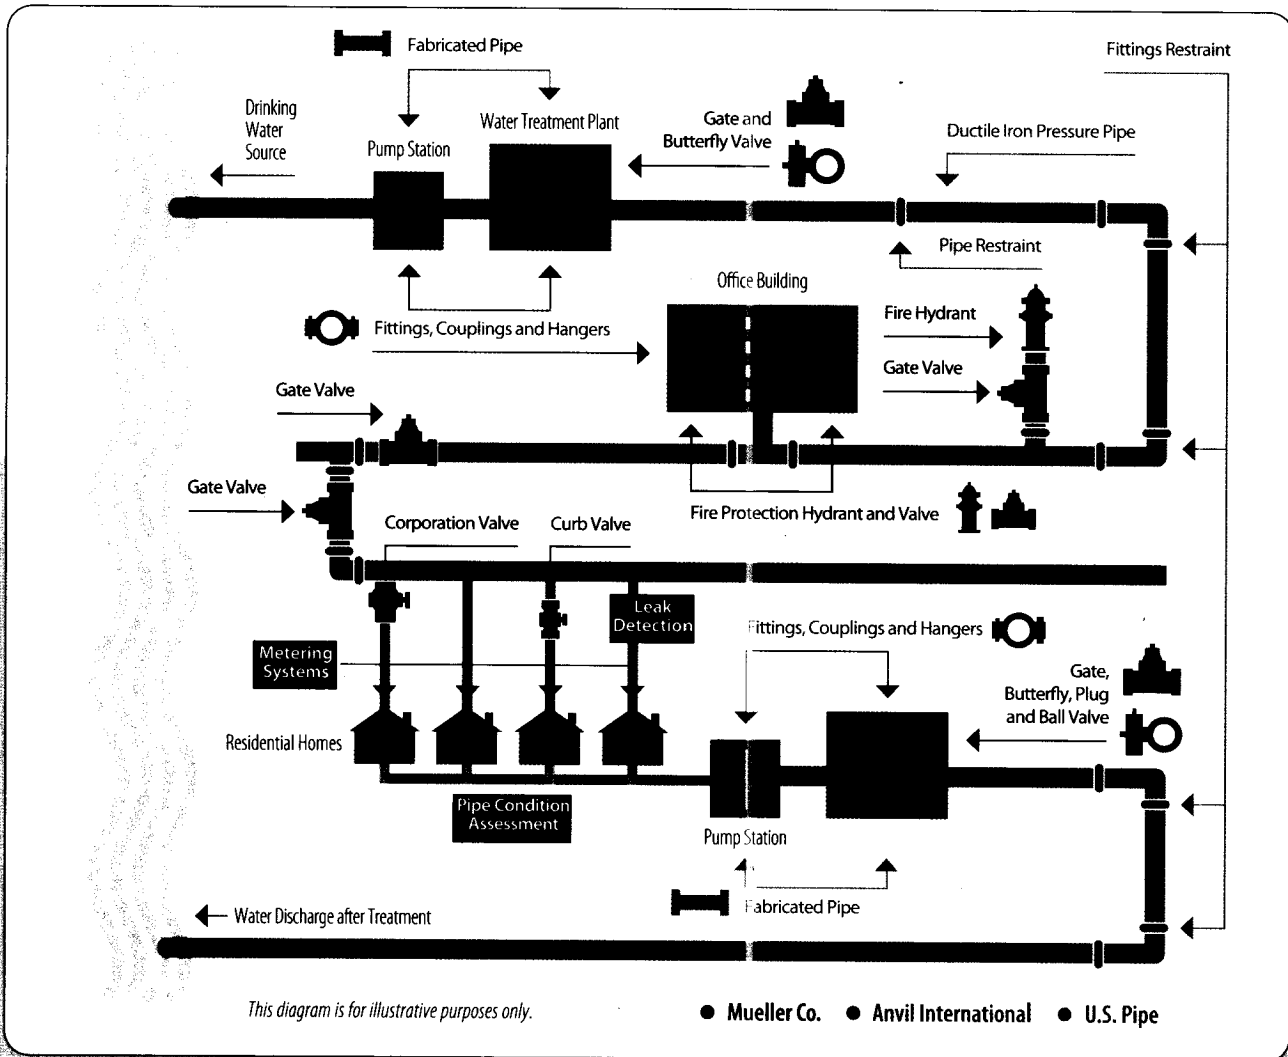 Fabricated Pipe
Fittings Restraint
Drinking
Water
Source
Pump Station
Water Treatment Plant
Gate and
Butterfly Valve
Ductile Iron Pressure Pipe
Pipe Restraint
Office Building
Fire Hydrant
Fittings, Couplings and Hangers
Gate Valve
Gate Valve
Gate Valve
Fire Protection Hydrant and Valve
Corporation Valve
Curb Valve
Leak
Detection
Metering
Systems
Fittings, Couplings and Hangers
Gate,
Butterfly, Plug
and Ball Valve
Residential Homes
Pipe Condition
Assessment
Pump Station
Fabricated Pipe
Water Discharge after Treatment
This diagram is for illustrative purposes only.
● Mueller Co. ● Anvil International ● U.S. Pipe